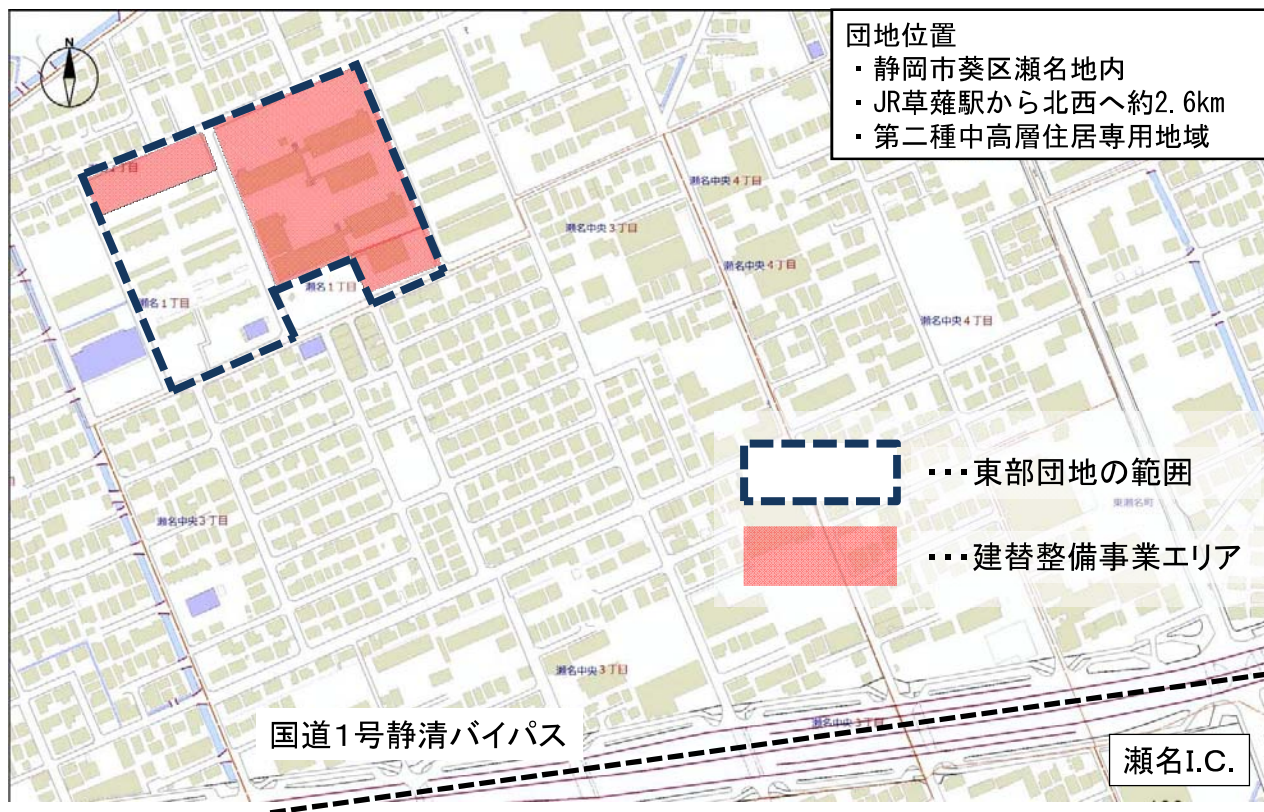 団地位置
・静岡市葵区瀬名地内
・JR草薙駅から北西へ約2.6km
・第二種中高層住居専用地域
N
瀬名中央4丁目
瀬名中央3丁目
瀬名中央4丁目
瀬名1丁目
瀬名1丁目
瀬名中央4丁目
・・・東部団地の範囲
東瀬名町
瀬名中央3丁目
・・・建替整備事業エリア
瀬名中央3丁目
瀬名中央3丁目
国道1号静清バイパス
瀬名I.C.